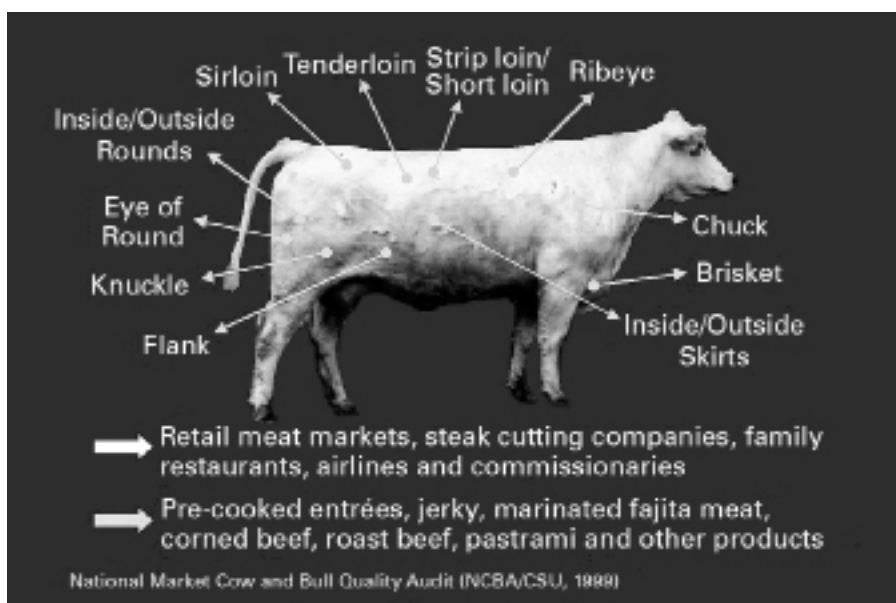 Sirloin
Tenderloin
Strip loin/
Short loin
Ribeye
Inside/Outside
Rounds
Eye of
Round
Knuckle
Flank
Chuck
Brisket
Inside/Outside
Skirts
Retail meat markets, steak cutting companies, family
restaurants, airlines and commissionaries
Pre-cooked entrées, jerky, marinated fajita meat,
corned beef, roast beef, pastrami and other products
National Market Cow and Bull Quality Audit (NCBA/CSU, 1999)